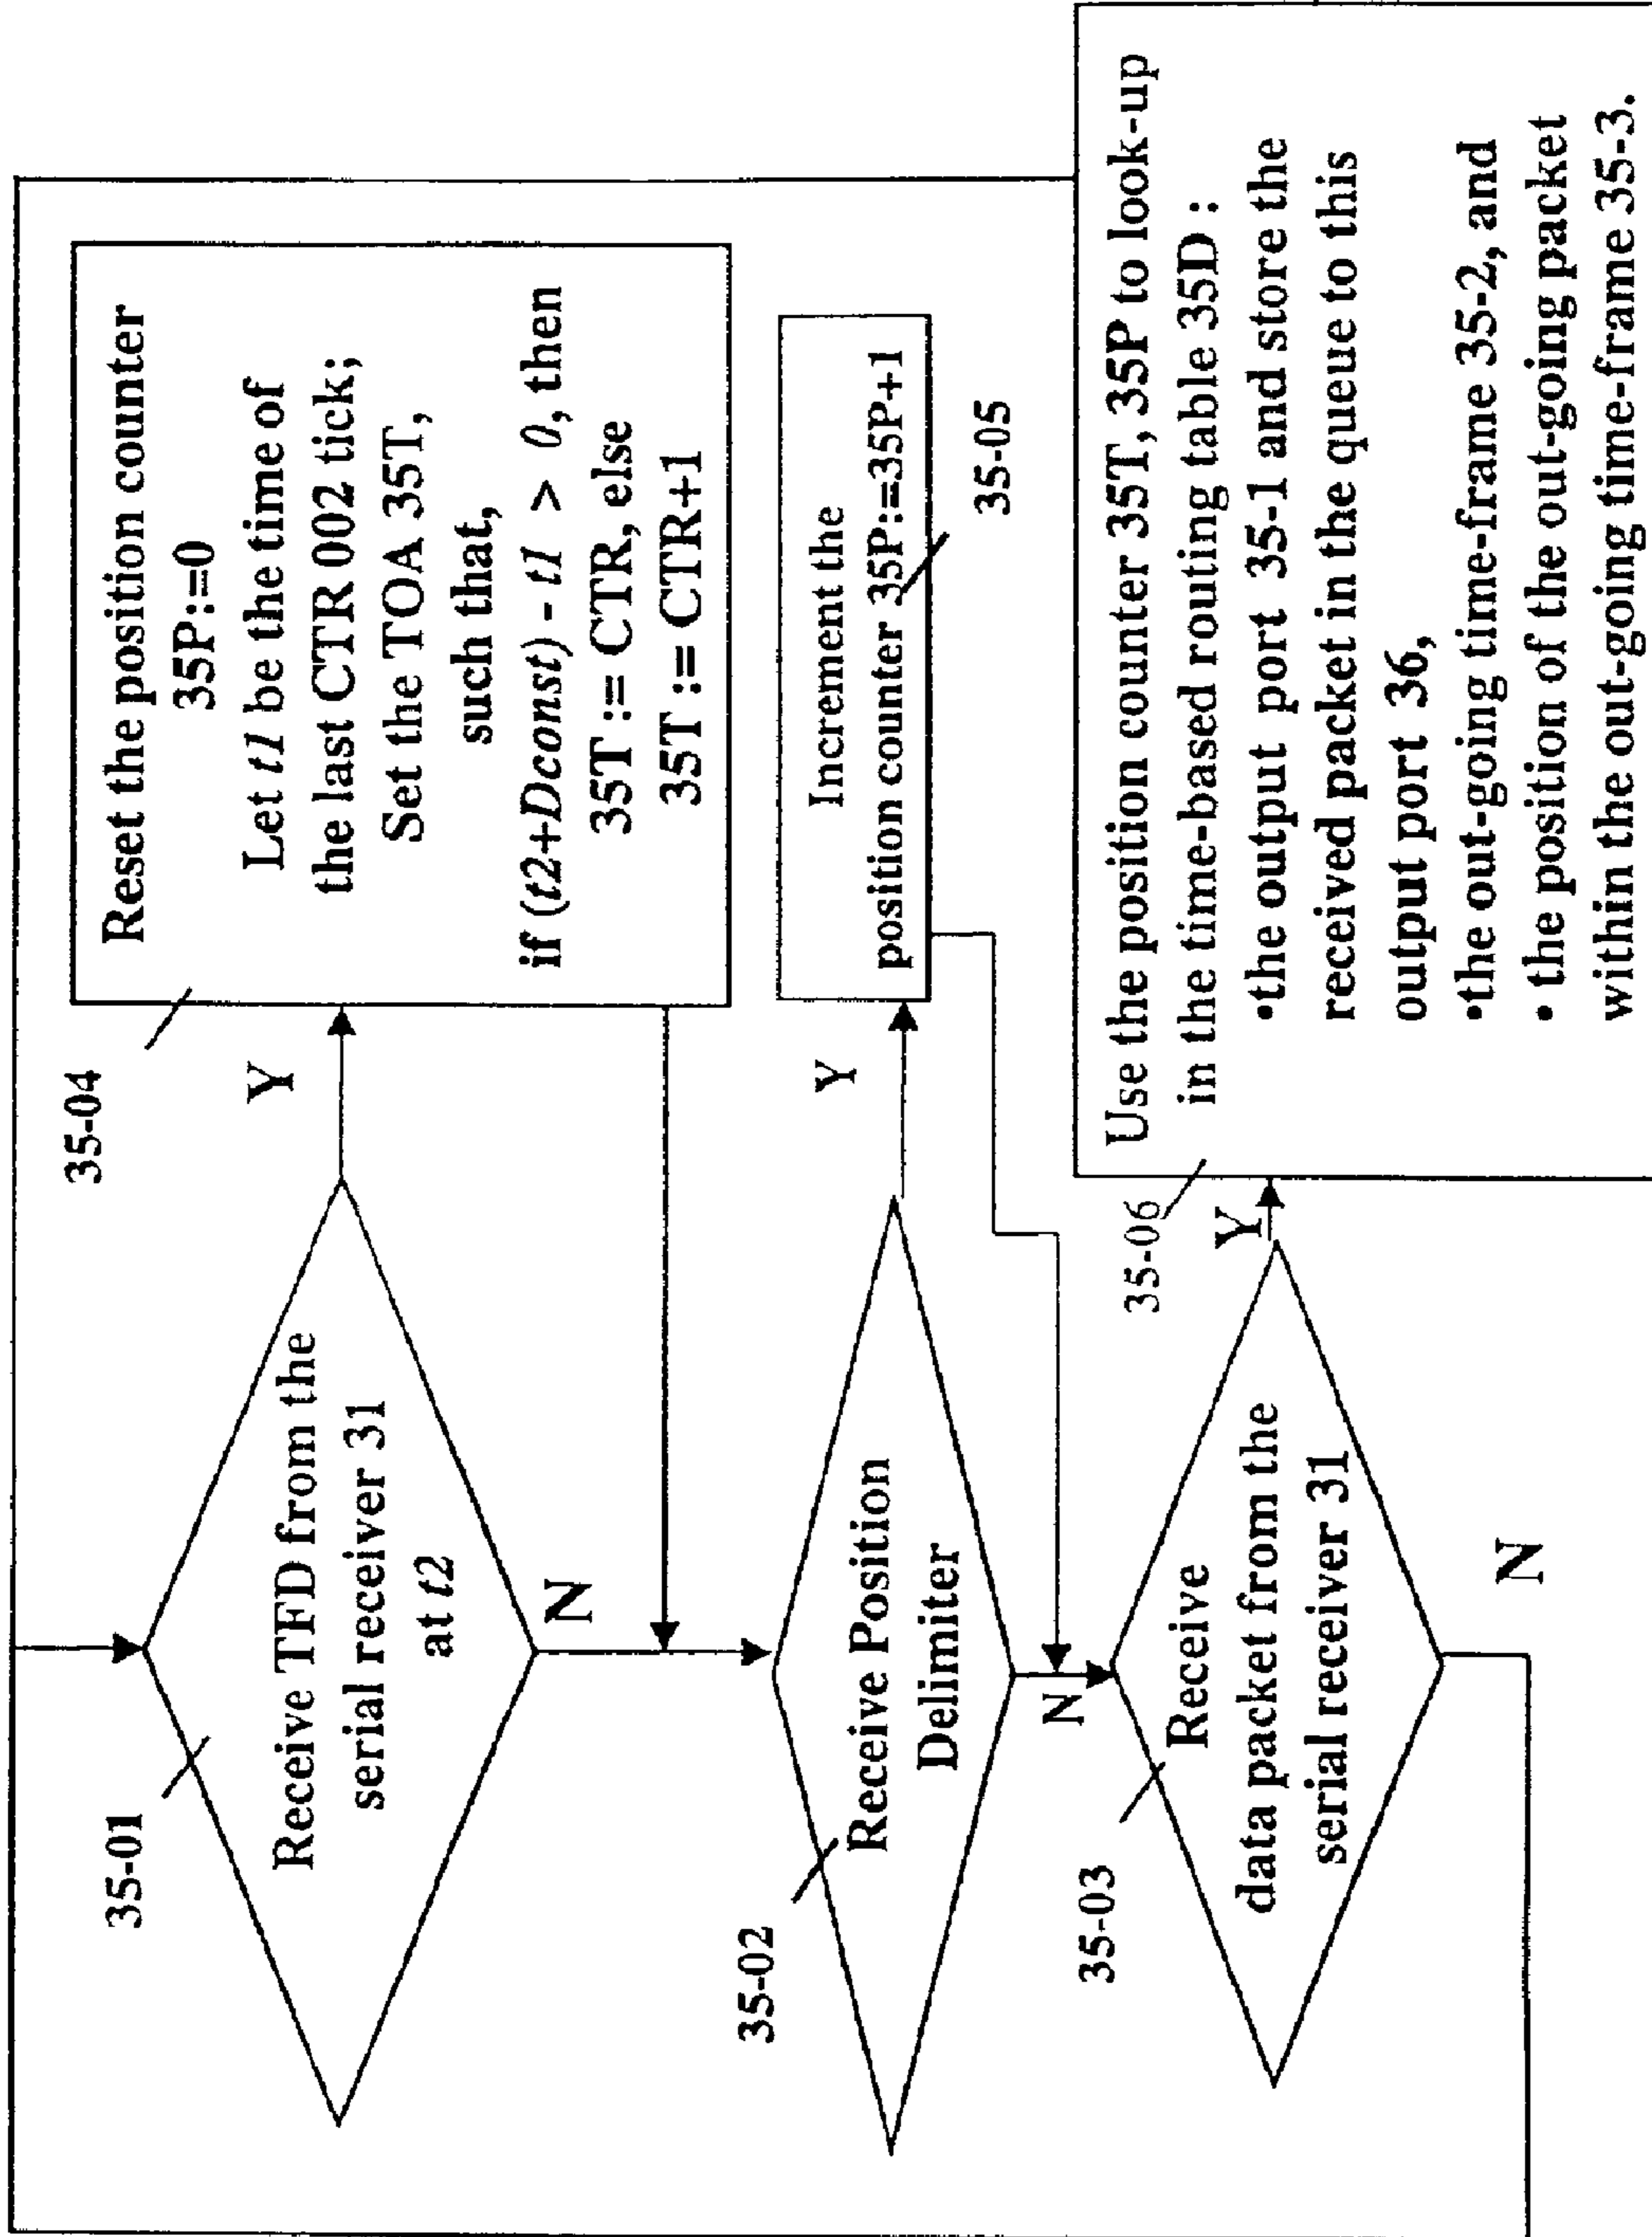 35-01
Receive TFD from the
serial receiver 31
at t2
N
Y
35-04
Reset the position counter
35P:=0
Let t1 be the time of
the last CTR 002 tick;
Set the TOA 35T,
such that,
if (t2+Dconst) - t1 > 0, then
35T := CTR, else
35T := CTR+1
35-02
Receive Position
Delimiter
N
Y
Increment the
position counter 35P:=35P+1
35-05
35-03
Receive
data packet from the
serial receiver 31
N
Y
35-06
Use the position counter 35T, 35P to look-up
in the time-based routing table 35D :
•the output port 35-1 and store the
received packet in the queue to this
output port 36,
•the out-going time-frame 35-2, and
• the position of the out-going packet
within the out-going time-frame 35-3.